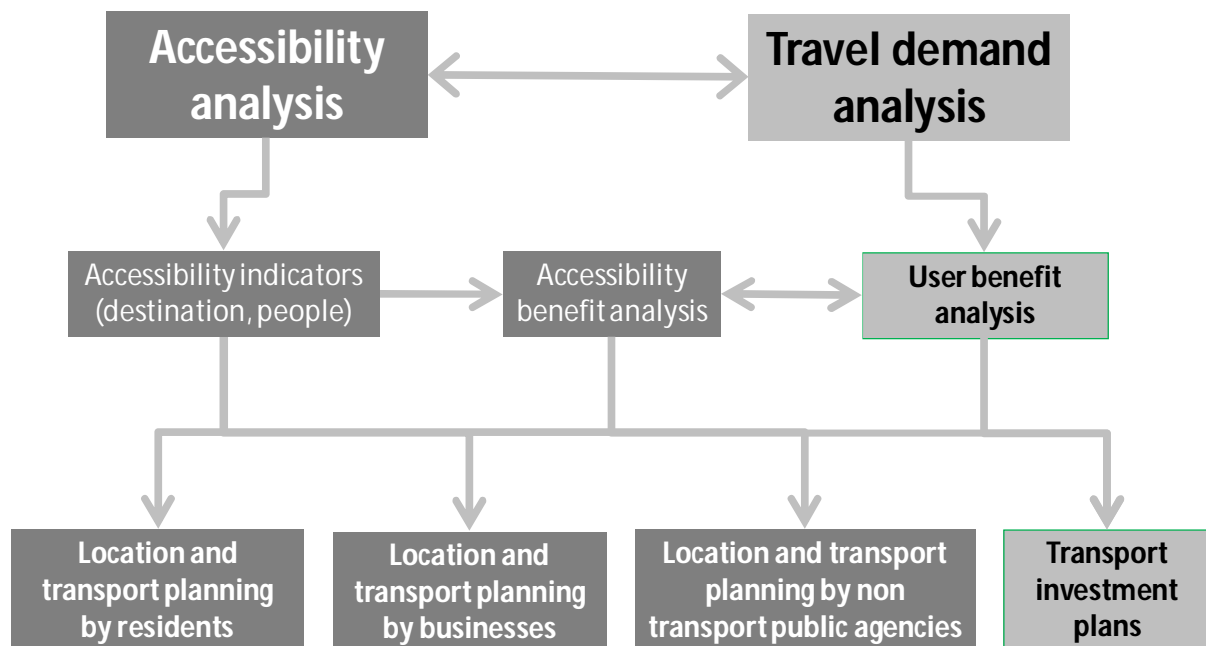 Accessibility
analysis
Travel demand
analysis
Accessibility indicators
(destination, people)
Accessibility
benefit analysis
User benefit
analysis
Location and
transport planning
by residents
Location and
transport planning
by businesses
Location and transport
planning by non
transport public agencies
Transport
investment
plans